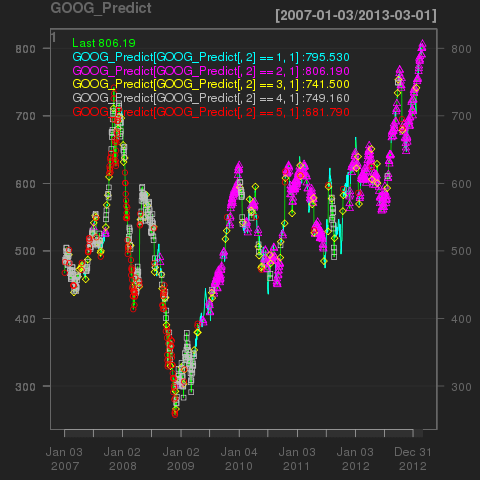 GOOG_Predict
[2007-01-03/2013-03-01]
1
Last 806.19
GOOG_Predict[GOOG_Predict[, 2] == 1, 1] :795.530
GOOG_Predict[GOOG_Predict[, 2] == 2, 1] :806.190
GOOG_Predict[GOOG_Predict[, 2] == 3, 1] :741.500
GOOG_Predict[GOOG_Predict[, 2] == 4, 1] :749.160
GOOG_Predict[GOOG_Predict[, 2] == 5, 1] :681.790
800 800
700 700
600 600
500 500
400 400
300 300
Jan 03 Jan 02 Jan 02 Jan 04 Jan 03 Jan 03 Dec 31
2007 2008 2009 2010 2011 2012 2012